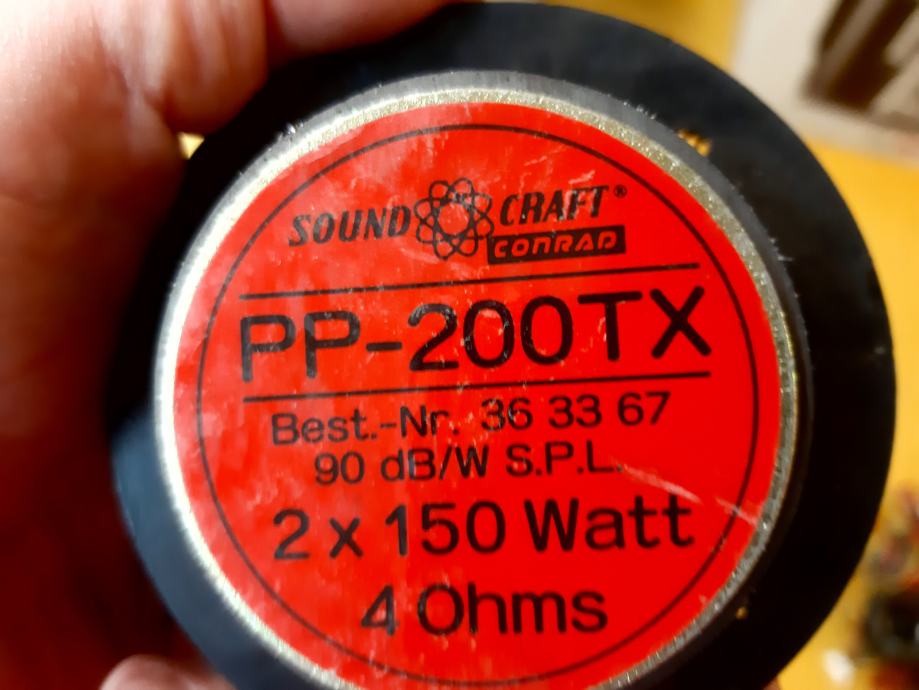 SOUND CRAFT®
CONRAD
PP-200TX
Best.-Nr. 36 33 67
90 dB/W S.P.L.
2 x 150 Watt
4 Ohms